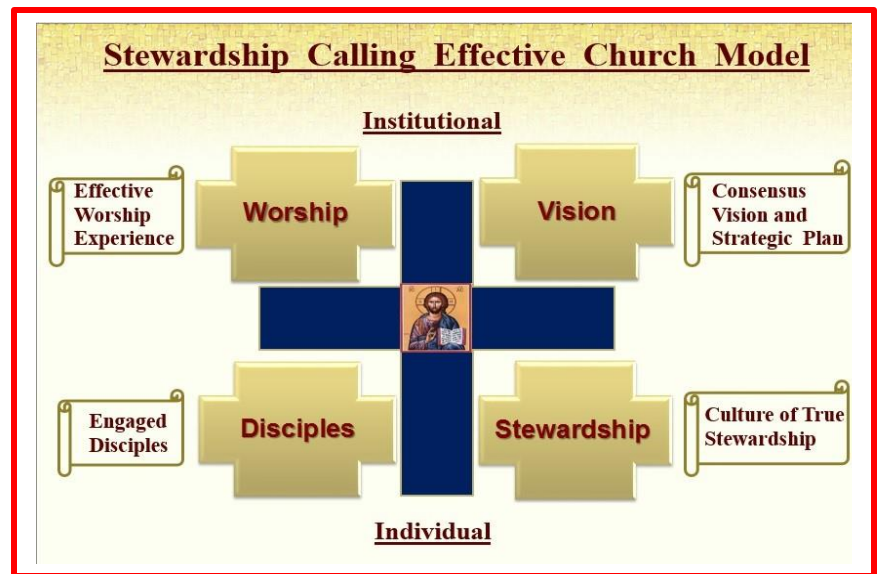 Stewardship Calling Effective Church Model
Institutional
Effective
Worship
Experience
Worship
Vision
Consensus
Vision and
Strategic Plan
Engaged
Disciples
Disciples
Stewardship
Culture of True
Stewardship
Individual